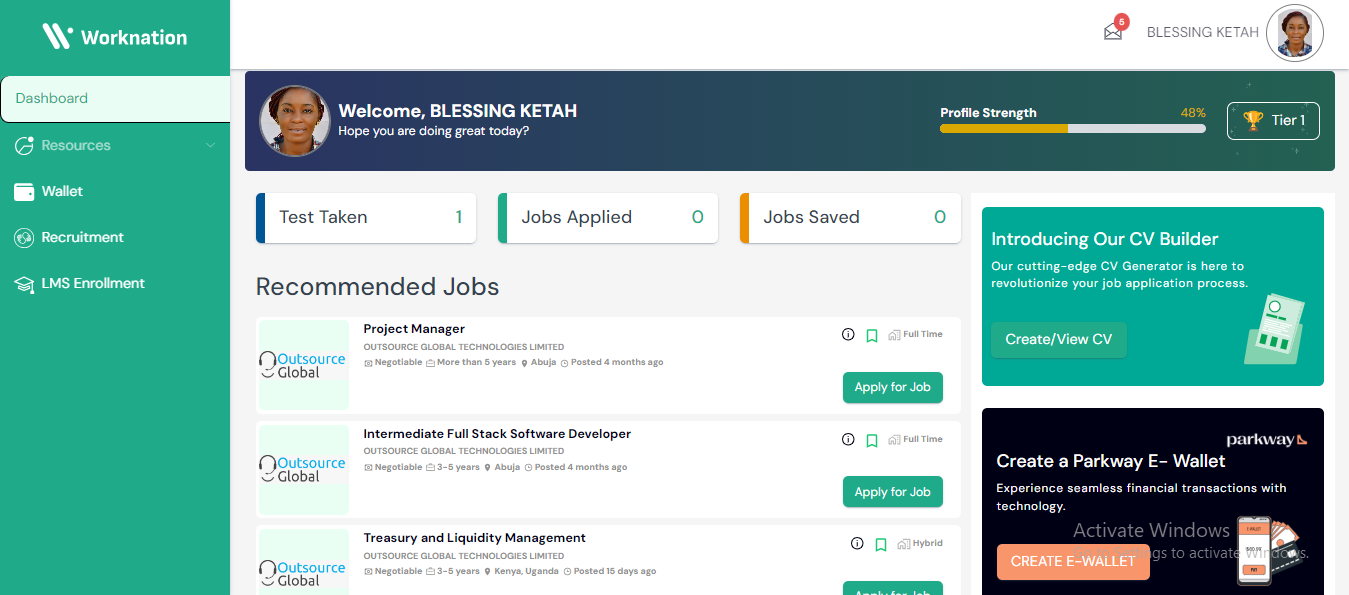 Worknation
5
BLESSING KETAH
Dashboard
Resources
Wallet
Recruitment
LMS Enrollment
Welcome, BLESSING KETAH
Hope you are doing great today?
Profile Strength 48%
Tier 1
Test Taken 1
Jobs Applied 0
Jobs Saved 0
Recommended Jobs
Outsource
Global
Project Manager
OUTSOURCE GLOBAL TECHNOLOGIES LIMITED
Negotiable More than 5 years Abuja Posted 4 months ago
Full Time
Apply for Job
Outsource
Global
Intermediate Full Stack Software Developer
OUTSOURCE GLOBAL TECHNOLOGIES LIMITED
Negotiable 3-5 years Abuja Posted 4 months ago
Full Time
Apply for Job
Outsource
Global
Treasury and Liquidity Management
OUTSOURCE GLOBAL TECHNOLOGIES LIMITED
Negotiable 3-5 years Kenya, Uganda Posted 15 days ago
Hybrid
Apply for Job
Introducing Our CV Builder
Our cutting-edge CV Generator is here to
revolutionize your job application process.
Create/View CV
parkway
Create a Parkway E- Wallet
Experience seamless financial transactions with
technology.
CREATE E-WALLET
Activate Windows
to activate Windows.